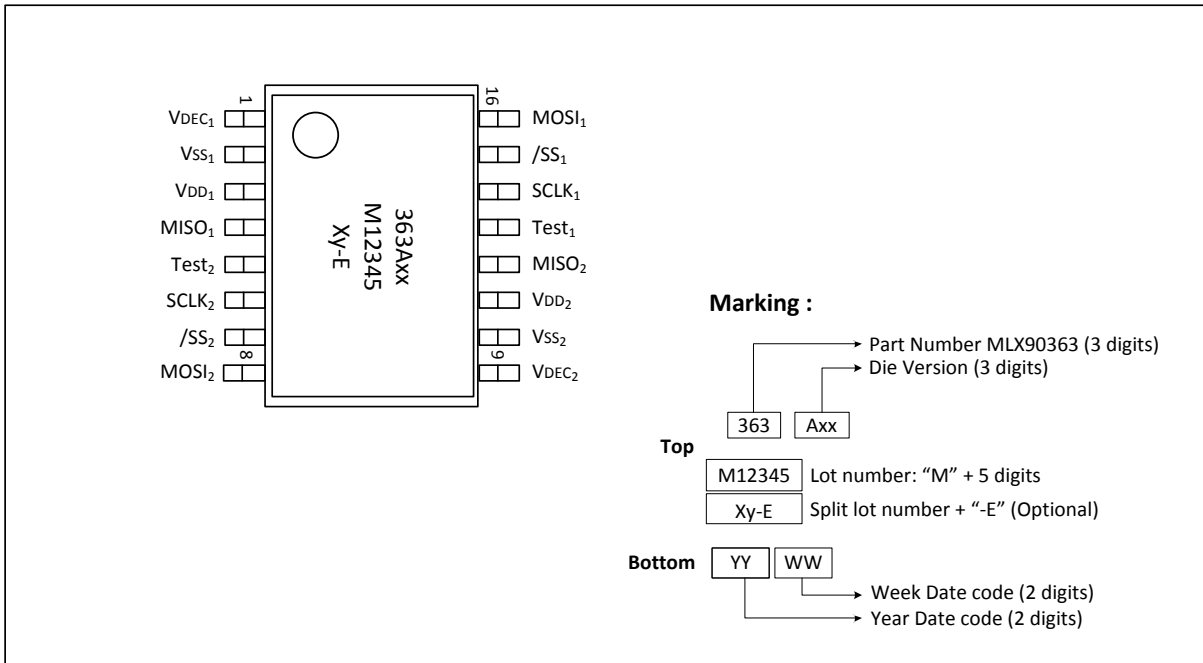 1
16
VDEC₁
MOSI₁
VSS₁
/SS₁
VDD₁
SCLK₁
MISO₁
Test₁
Test₂
MISO₂
SCLK₂
VDD₂
/SS₂
VSS₂
8
9
MOSI₂
VDEC₂
363Axx
M12345
Xy-E
Marking :
Part Number MLX90363 (3 digits)
Die Version (3 digits)
363 Axx
Top
M12345 Lot number: “M” + 5 digits
Xy-E Split lot number + “-E” (Optional)
Bottom YY WW
Week Date code (2 digits)
Year Date code (2 digits)